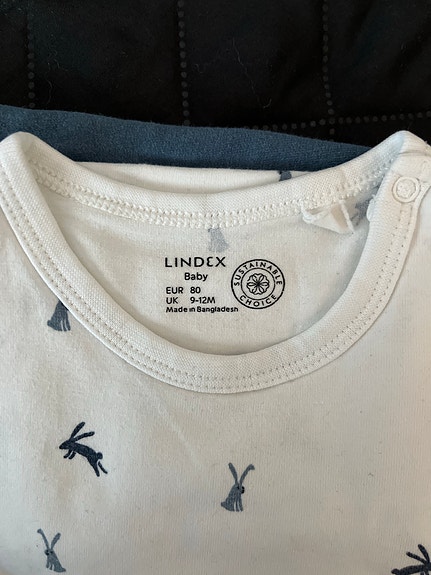 LINDEX
Baby
EUR 80
UK 9-12M
Made in Bangladesh
SUSTAINABLE
CHOICE